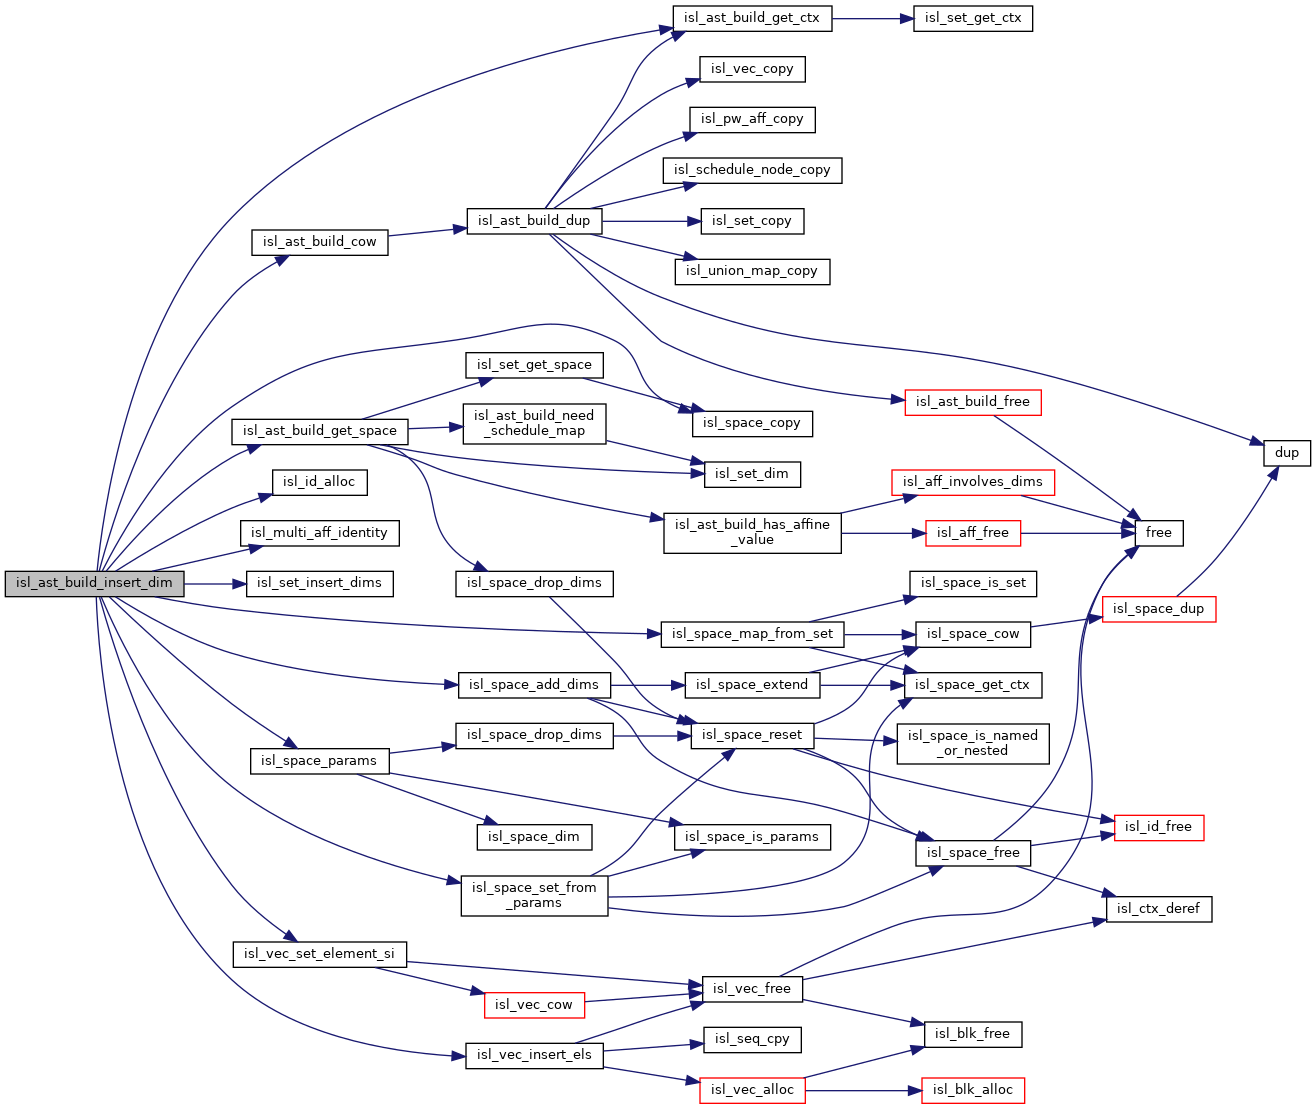 isl_ast_build_get_ctx
isl_set_get_ctx
isl_vec_copy
isl_pw_aff_copy
isl_schedule_node_copy
isl_ast_build_dup
isl_set_copy
isl_ast_build_cow
isl_union_map_copy
isl_set_get_space
isl_ast_build_free
isl_ast_build_need
_schedule_map
isl_space_copy
isl_ast_build_get_space
dup
isl_set_dim
isl_id_alloc
isl_aff_involves_dims
isl_ast_build_has_affine
_value
isl_multi_aff_identity
isl_aff_free
free
isl_ast_build_insert_dim
isl_set_insert_dims
isl_space_drop_dims
isl_space_is_set
isl_space_dup
isl_space_map_from_set
isl_space_cow
isl_space_add_dims
isl_space_extend
isl_space_get_ctx
isl_space_drop_dims
isl_space_reset
isl_space_is_named
_or_nested
isl_space_params
isl_id_free
isl_space_dim
isl_space_is_params
isl_space_free
isl_space_set_from
_params
isl_ctx_deref
isl_vec_set_element_si
isl_vec_free
isl_vec_cow
isl_blk_free
isl_seq_cpy
isl_vec_insert_els
isl_vec_alloc
isl_blk_alloc